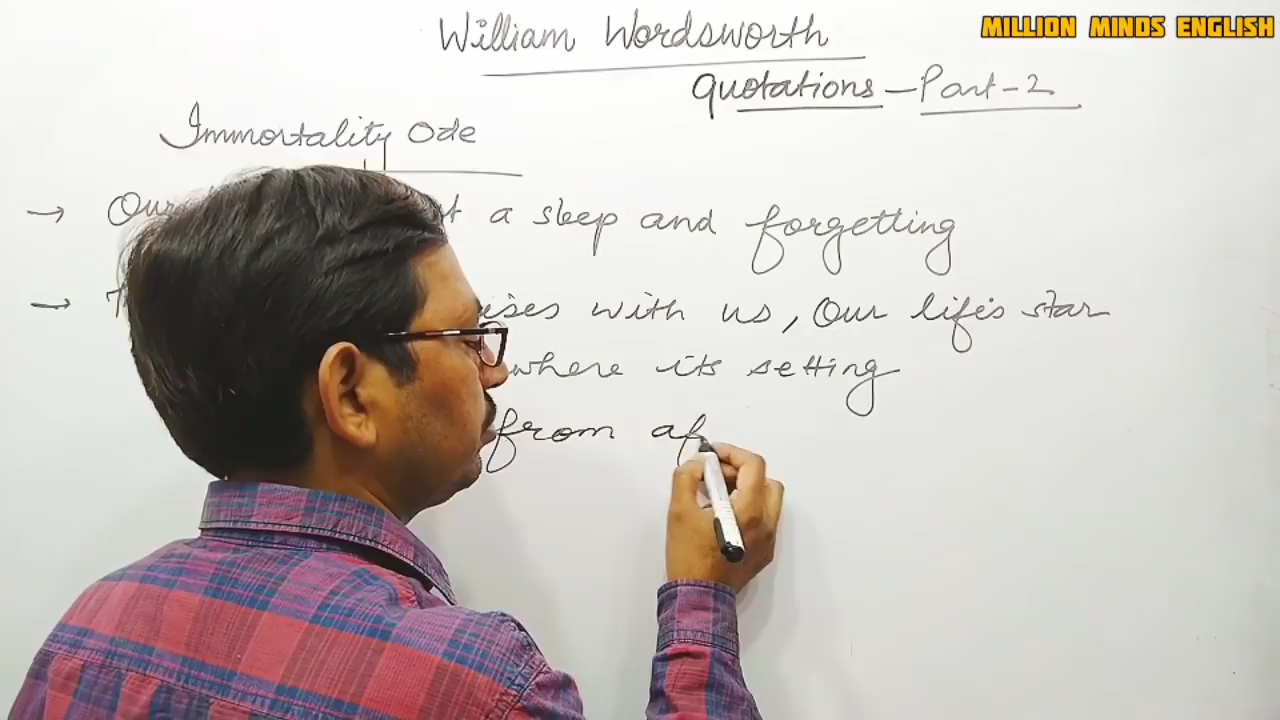 MILLION MINDS ENGLISH
William Wordsworth
Quotations - Part-2
Immortality Ode
→ Our a sleep and forgetting
→ with us, Our life's star
where its setting
from af